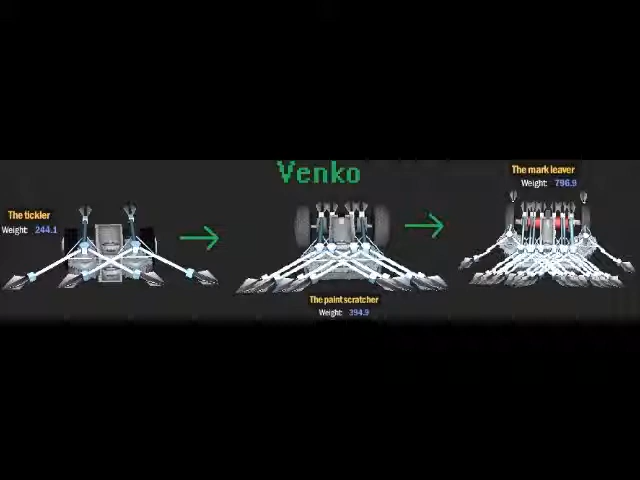 Venko
The tickler
Weight: 244.1
The paint scratcher
Weight: 394.9
The mark leaver
Weight: 796.9